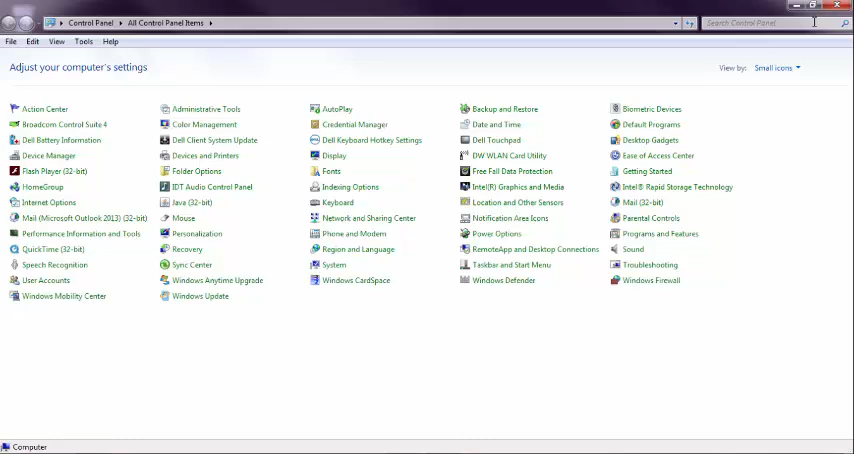 Control Panel ▸ All Control Panel Items ▸ Search Control Panel
File Edit View Tools Help
Adjust your computer's settings View by: Small icons
Action Center Administrative Tools AutoPlay Backup and Restore Biometric Devices
Broadcom Control Suite 4 Color Management Credential Manager Date and Time Default Programs
Dell Battery Information Dell Client System Update Dell Keyboard Hotkey Settings Dell Touchpad Desktop Gadgets
Device Manager Devices and Printers Display DW WLAN Card Utility Ease of Access Center
Flash Player (32-bit) Folder Options Fonts Free Fall Data Protection Getting Started
HomeGroup IDT Audio Control Panel Indexing Options Intel(R) Graphics and Media Intel® Rapid Storage Technology
Internet Options Java (32-bit) Keyboard Location and Other Sensors Mail (32-bit)
Mail (Microsoft Outlook 2013) (32-bit) Mouse Network and Sharing Center Notification Area Icons Parental Controls
Performance Information and Tools Personalization Phone and Modem Power Options Programs and Features
QuickTime (32-bit) Recovery Region and Language RemoteApp and Desktop Connections Sound
Speech Recognition Sync Center System Taskbar and Start Menu Troubleshooting
User Accounts Windows Anytime Upgrade Windows CardSpace Windows Defender Windows Firewall
Windows Mobility Center Windows Update
Computer